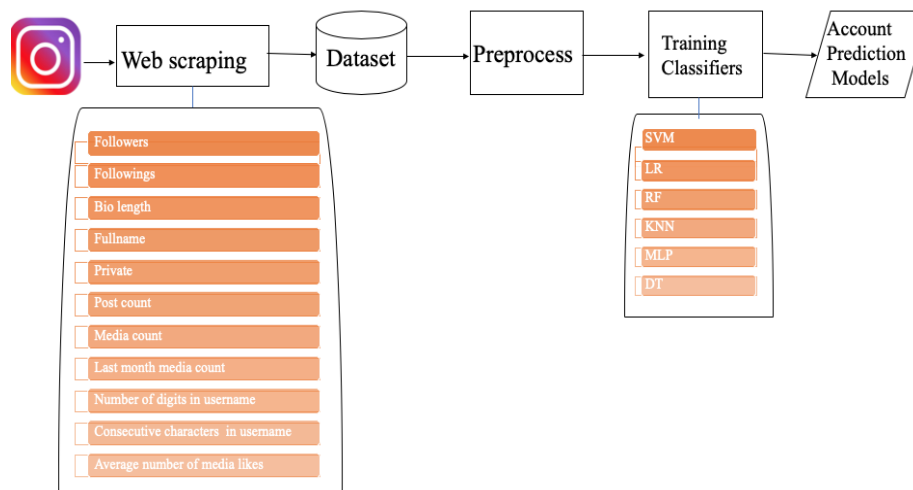 Web scraping
Dataset
Preprocess
Training
Classifiers
Account
Prediction
Models
Followers
Followings
Bio length
Fullname
Private
Post count
Media count
Last month media count
Number of digits in username
Consecutive characters in username
Average number of media likes
SVM
LR
RF
KNN
MLP
DT